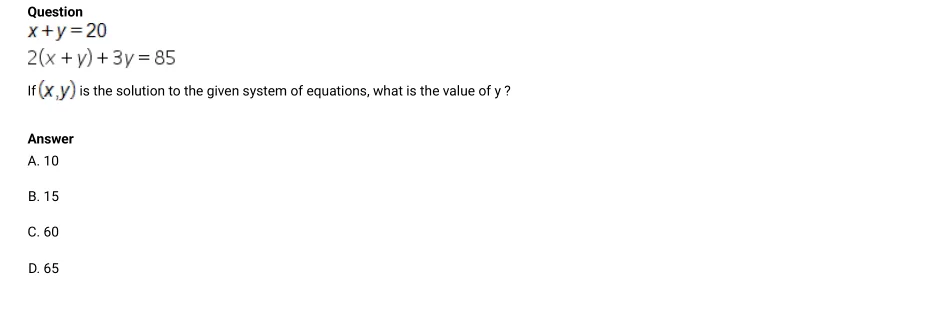 Question
x+y=20
2(x+y)+3y=85
If (x,y) is the solution to the given system of equations, what is the value of y ?
Answer
A. 10
B. 15
C. 60
D. 65